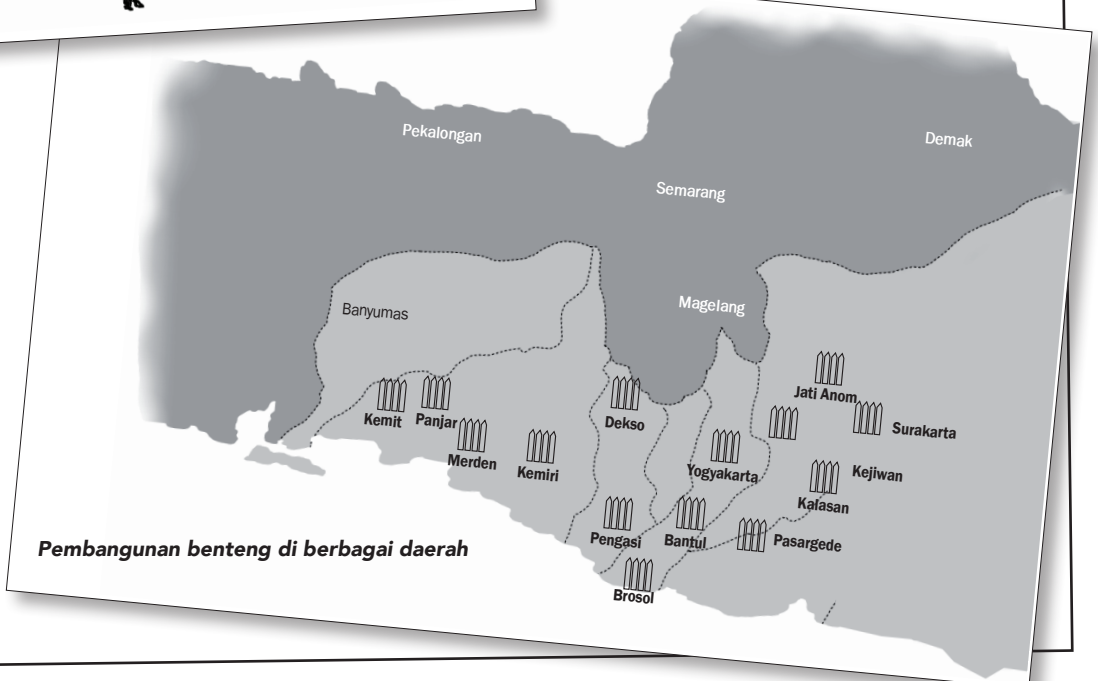 Pekalongan
Demak
Semarang
Banyumas
Magelang
Jati Anom
Kemit
Panjar
Dekso
Surakarta
Merden
Kemiri
Yogyakarta
Kejiwan
Kalasan
Pengasi
Bantul
Pasargede
Brosol
Pembangunan benteng di berbagai daerah